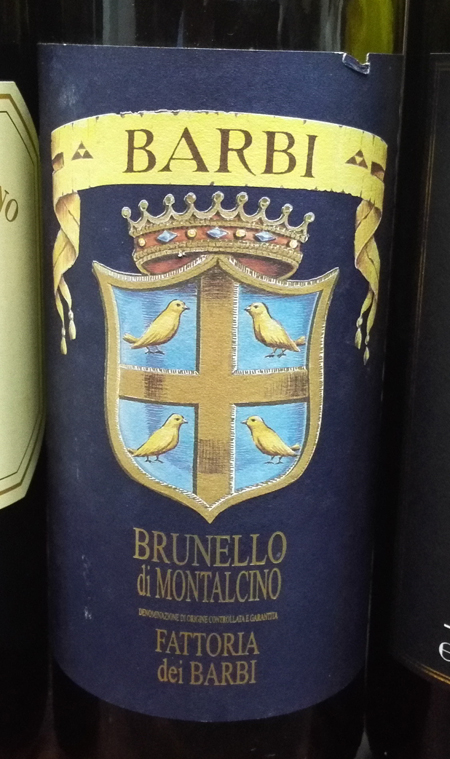 BARBI
BRUNELLO
di MONTALCINO
DENOMINAZIONE DI ORIGINE CONTROLLATA E GARANTITA
FATTORIA
dei BARBI